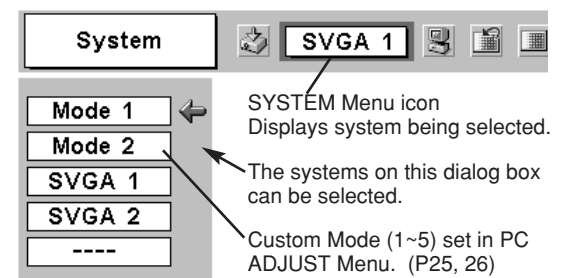 System
SVGA 1
Mode 1
Mode 2
SVGA 1
SVGA 2
----
SYSTEM Menu icon
Displays system being selected.
The systems on this dialog box
can be selected.
Custom Mode (1~5) set in PC
ADJUST Menu.  (P25, 26)